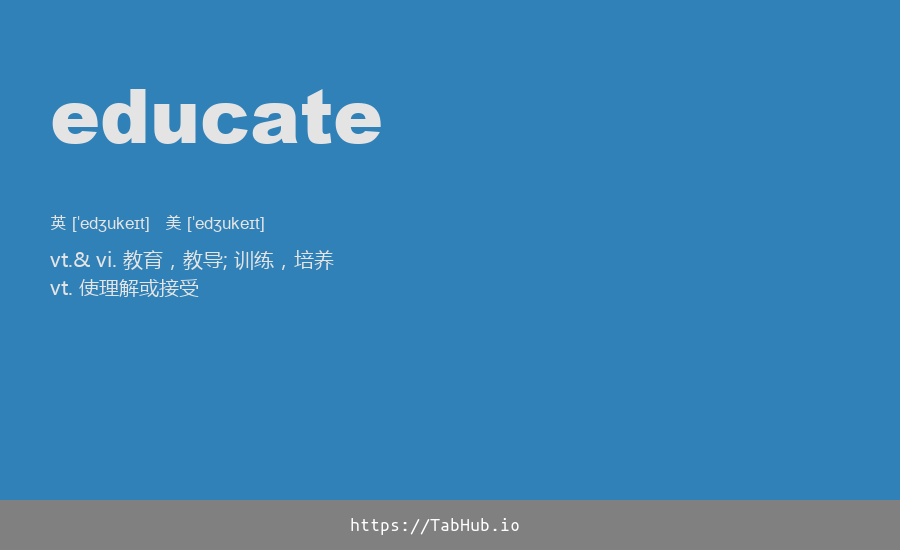 educate
英 [ˈedʒukeɪt] 美 [ˈedʒukeɪt]
vt.& vi. 教育，教导; 训练，培养
vt. 使理解或接受
https://TabHub.io